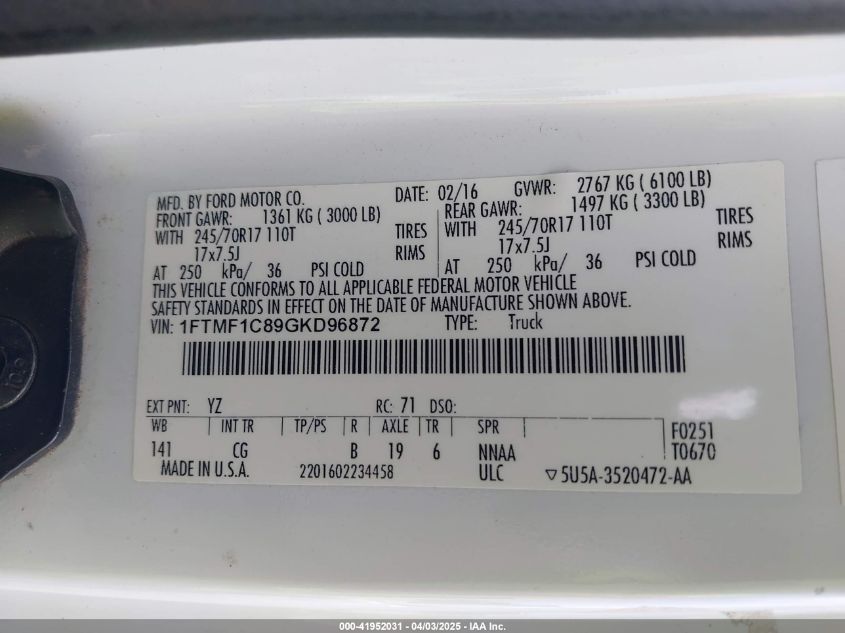 MFD. BY FORD MOTOR CO. DATE: 02/16 GVWR: 2767 KG ( 6100 LB)
FRONT GAWR: 1361 KG ( 3000 LB) REAR GAWR: 1497 KG ( 3300 LB)
WITH 245/70R17 110T TIRES WITH 245/70R17 110T TIRES
17x7.5J RIMS 17x7.5J RIMS
AT 250 kPa/ 36 PSI COLD AT 250 kPa/ 36 PSI COLD
THIS VEHICLE CONFORMS TO ALL APPLICABLE FEDERAL MOTOR VEHICLE
SAFETY STANDARDS IN EFFECT ON THE DATE OF MANUFACTURE SHOWN ABOVE.
VIN: 1FTMF1C89GKD96872 TYPE: Truck
EXT PNT: YZ RC: 71 DSO:
WB INT TR TP/PS R AXLE TR SPR F0251
141 CG B 19 6 NNAA T0670
MADE IN U.S.A. 2201602234458 ULC ▽5U5A-3520472-AA
000-41952031 - 04/03/2025 - IAA Inc.